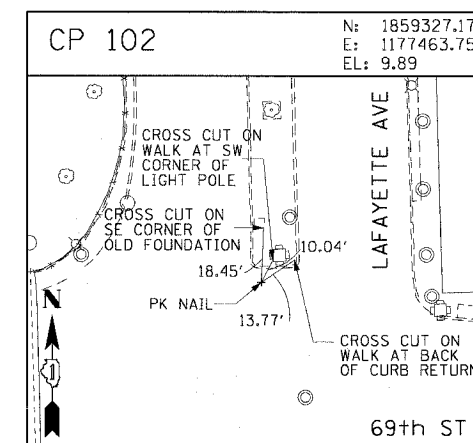 CP 102
N: 1859327.17
E: 1177463.75
EL: 9.89
CROSS CUT ON
WALK AT SW
CORNER OF
LIGHT POLE
LAFAYETTE AVE
CROSS CUT ON
SE CORNER OF
OLD FOUNDATION
10.04'
18.45'
PK NAIL
13.77'
N
1
CROSS CUT ON
WALK AT BACK
OF CURB RETURN
69th ST